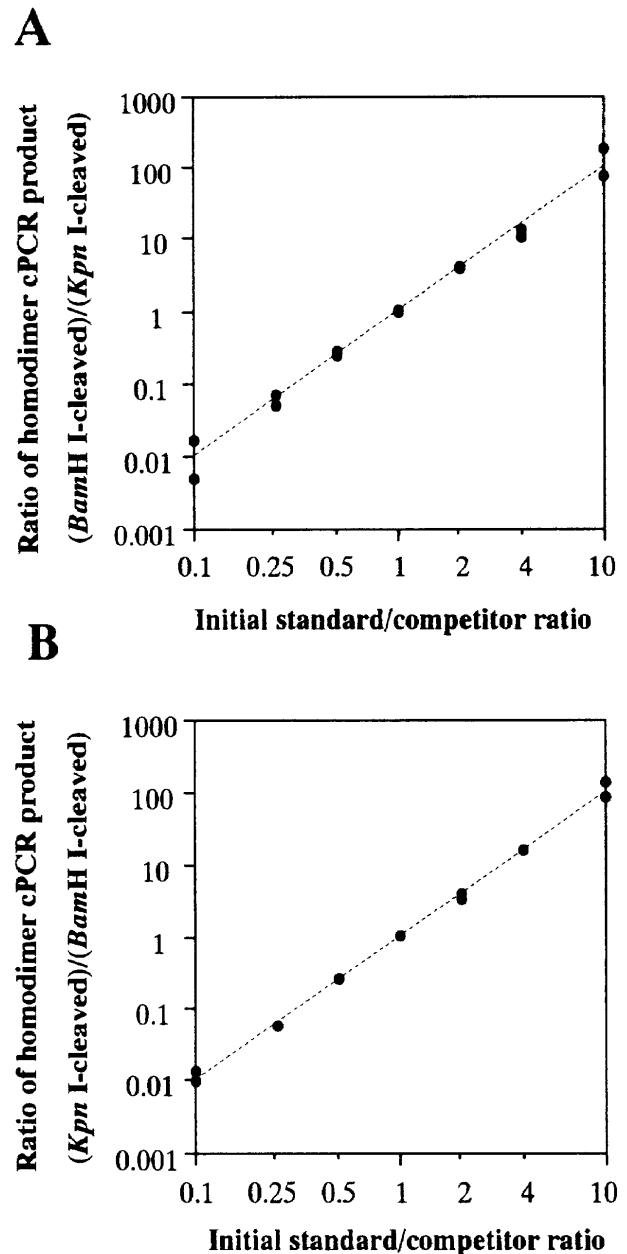 A
Ratio of homodimer cPCR product
(BamH I-cleaved)/(Kpn I-cleaved)
1000
100
10
1
0.1
0.01
0.001
0.1 0.25 0.5 1 2 4 10
Initial standard/competitor ratio
B
Ratio of homodimer cPCR product
(Kpn I-cleaved)/(BamH I-cleaved)
1000
100
10
1
0.1
0.01
0.001
0.1 0.25 0.5 1 2 4 10
Initial standard/competitor ratio